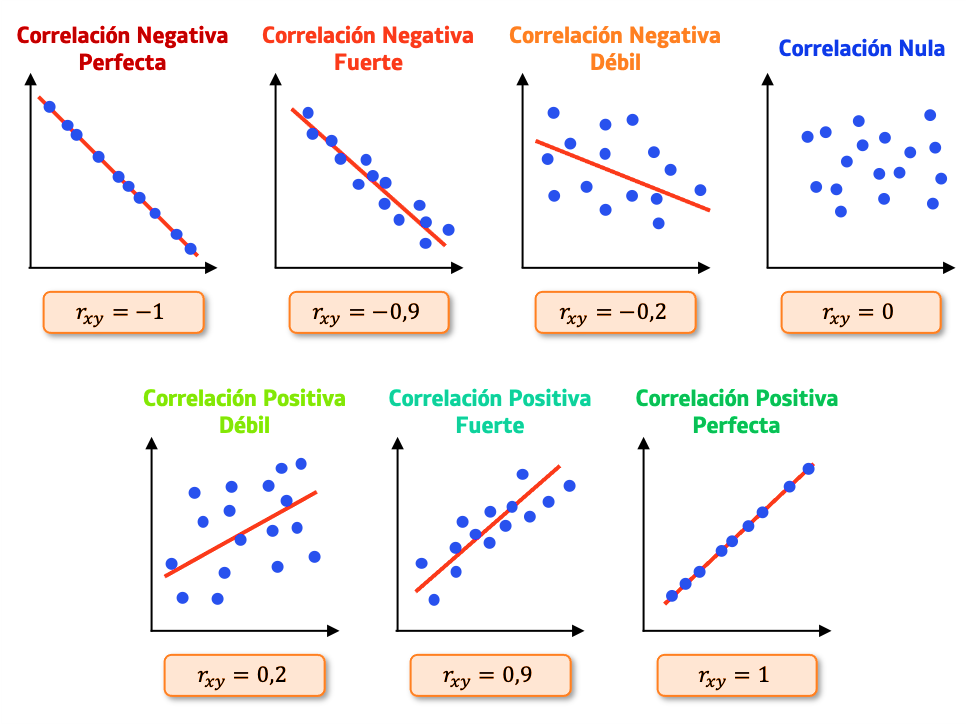 Correlación Negativa
Perfecta
Correlación Negativa
Fuerte
Correlación Negativa
Débil
Correlación Nula
r_xy = −1
r_xy = −0,9
r_xy = −0,2
r_xy = 0
Correlación Positiva
Débil
Correlación Positiva
Fuerte
Correlación Positiva
Perfecta
r_xy = 0,2
r_xy = 0,9
r_xy = 1